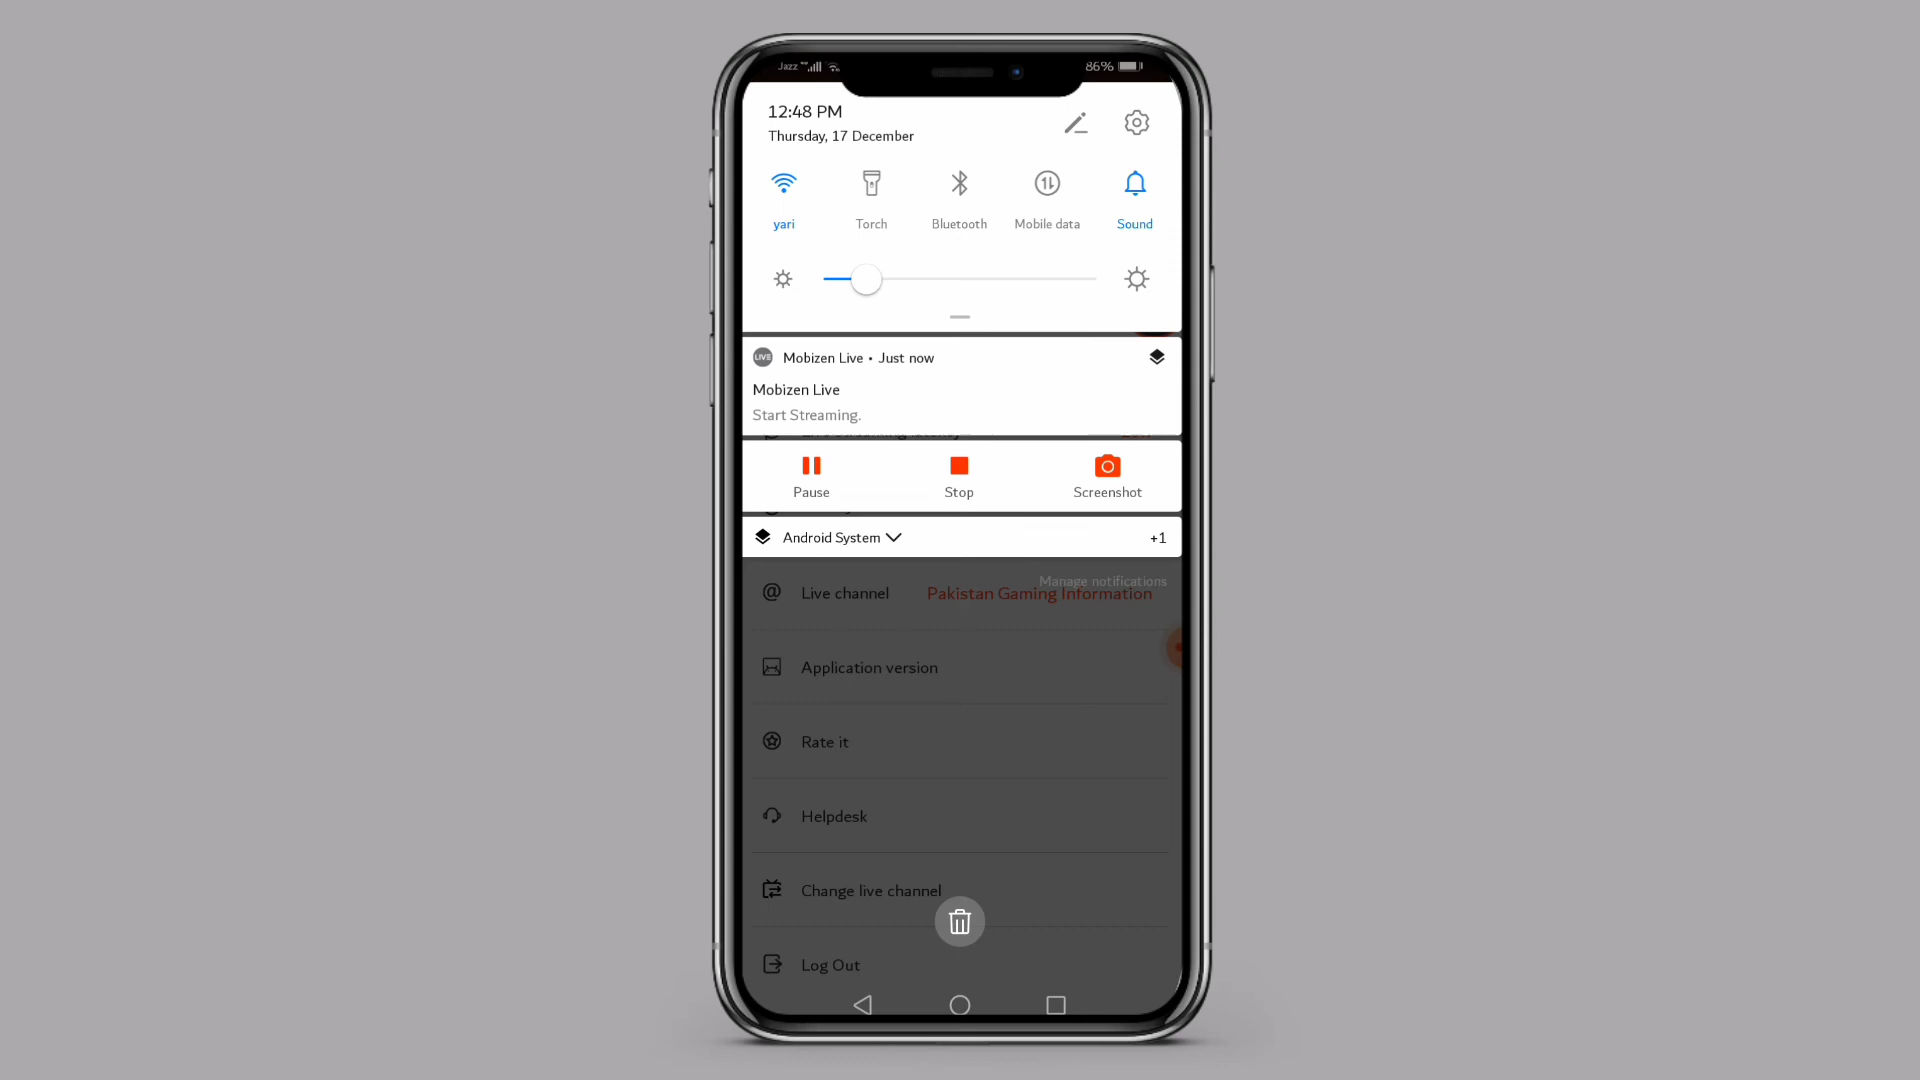 Jazz
86%
12:48 PM
Thursday, 17 December
yari
Torch
Bluetooth
Mobile data
Sound
LIVE
Mobizen Live • Just now
Mobizen Live
Start Streaming.
Pause
Stop
Screenshot
Android System
+1
Manage notifications
@ Live channel
Pakistan Gaming Information
Application version
Rate it
Helpdesk
Change live channel
Log Out